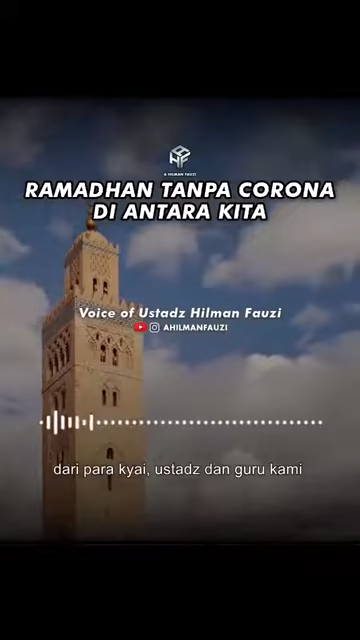 A HILMAN FAUZI
RAMADHAN TANPA CORONA
DI ANTARA KITA
Voice of Ustadz Hilman Fauzi
AHILMANFAUZI
dari para kyai, ustadz dan guru kami